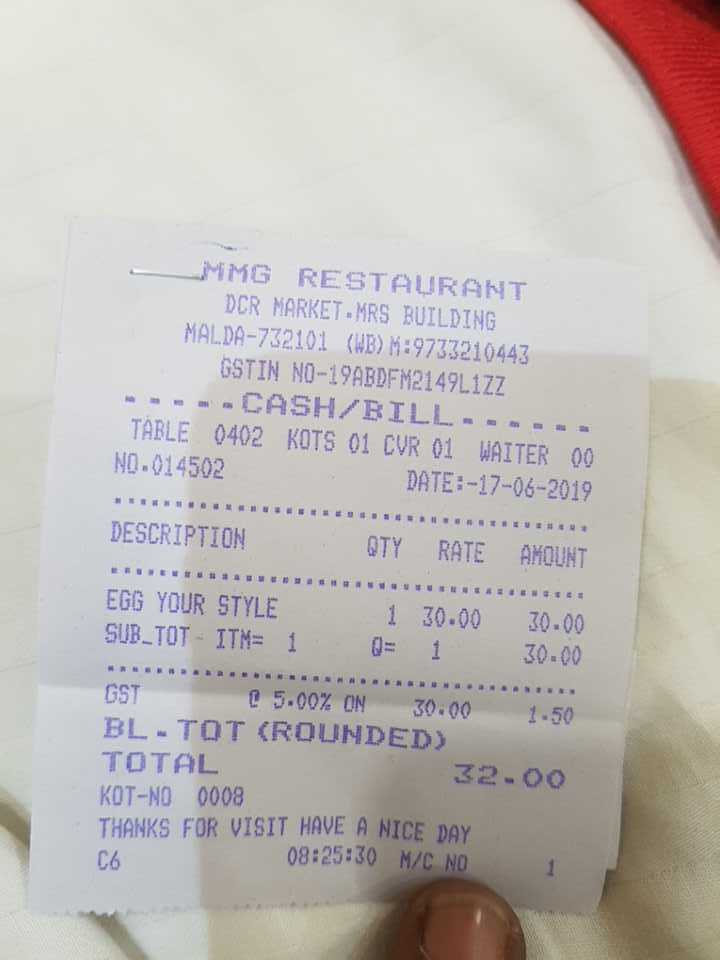 MMG RESTAURANT
DCR MARKET.MRS BUILDING
MALDA-732101 (WB) M:9733210443
GSTIN NO-19ABDFM2149L1ZZ
-----CASH/BILL------
TABLE 0402 KOTS 01 CVR 01 WAITER 00
NO.014502 DATE:-17-06-2019
DESCRIPTION QTY RATE AMOUNT
EGG YOUR STYLE 1 30.00 30.00
SUB_TOT- ITM= 1 Q= 1 30.00
GST @ 5.00% ON 30.00 1.50
BL.TOT (ROUNDED)
TOTAL 32.00
KOT-NO 0008
THANKS FOR VISIT HAVE A NICE DAY
C6 08:25:30 M/C NO 1